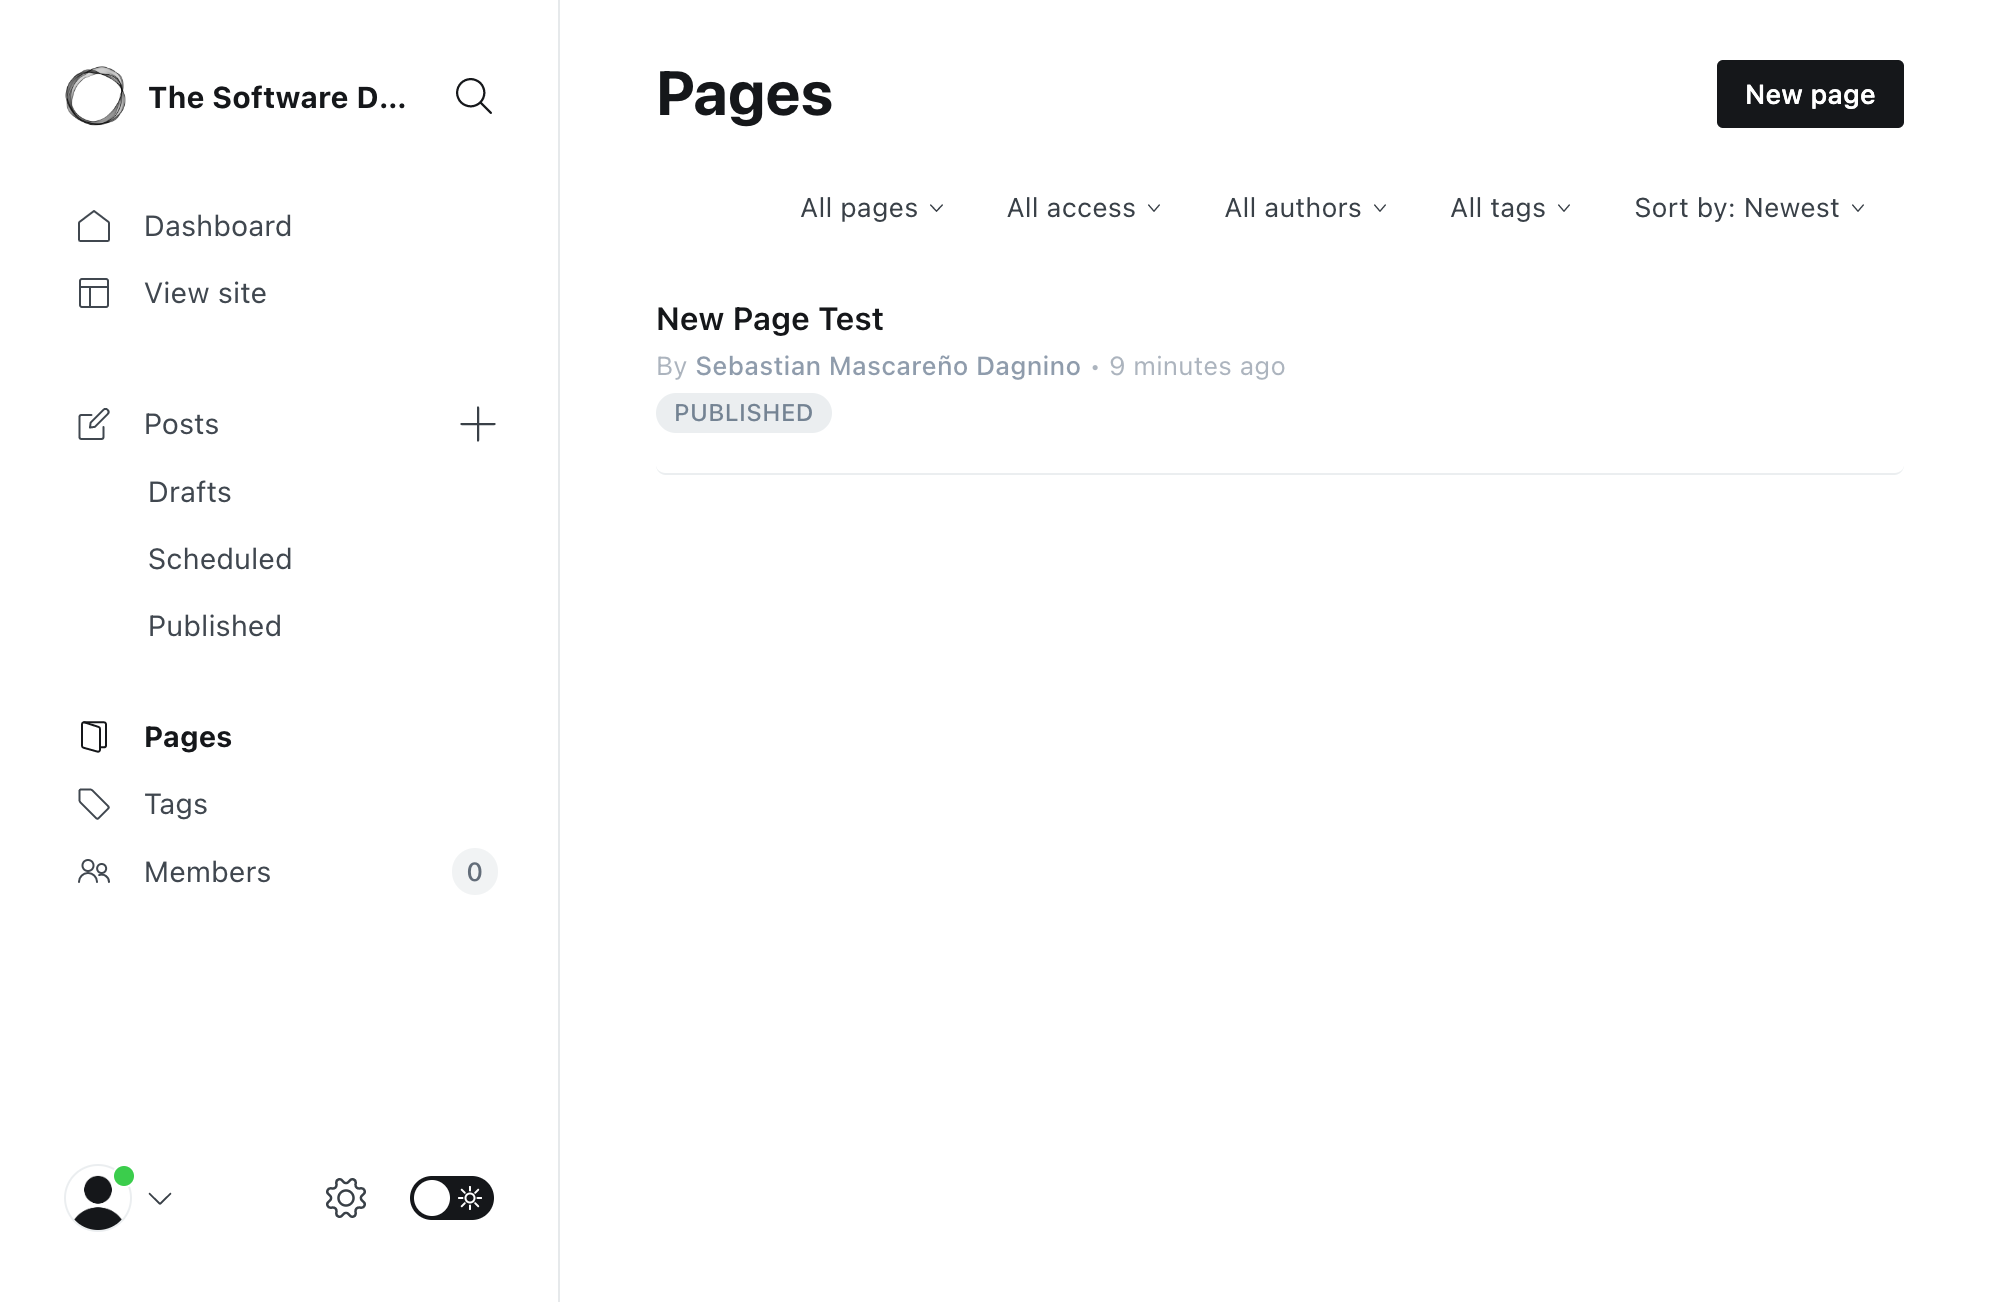 The Software D...
Dashboard
View site
Posts
Drafts
Scheduled
Published
Pages
Tags
Members 0
Pages
New page
All pages All access All authors All tags Sort by: Newest
New Page Test
By Sebastian Mascareño Dagnino • 9 minutes ago
PUBLISHED